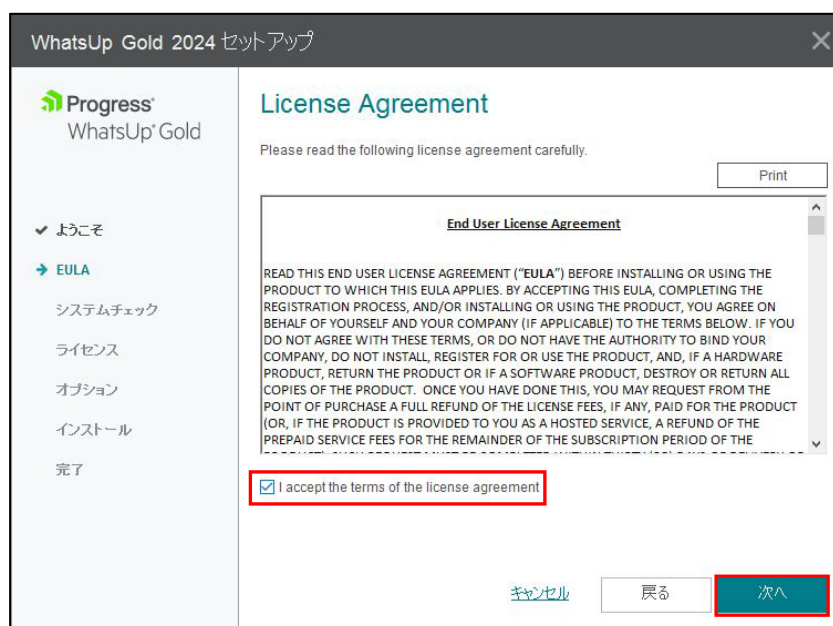 WhatsUp Gold 2024 セットアップ
Progress
WhatsUp Gold
ようこそ
EULA
システムチェック
ライセンス
オプション
インストール
完了
License Agreement
Please read the following license agreement carefully.
Print
End User License Agreement
READ THIS END USER LICENSE AGREEMENT ("EULA") BEFORE INSTALLING OR USING THE
PRODUCT TO WHICH THIS EULA APPLIES. BY ACCEPTING THIS EULA, COMPLETING THE
REGISTRATION PROCESS, AND/OR INSTALLING OR USING THE PRODUCT, YOU AGREE ON
BEHALF OF YOURSELF AND YOUR COMPANY (IF APPLICABLE) TO THE TERMS BELOW. IF YOU
DO NOT AGREE WITH THESE TERMS, OR DO NOT HAVE THE AUTHORITY TO BIND YOUR
COMPANY, DO NOT INSTALL, REGISTER FOR OR USE THE PRODUCT, AND, IF A HARDWARE
PRODUCT, RETURN THE PRODUCT OR IF A SOFTWARE PRODUCT, DESTROY OR RETURN ALL
COPIES OF THE PRODUCT. ONCE YOU HAVE DONE THIS, YOU MAY REQUEST FROM THE
POINT OF PURCHASE A FULL REFUND OF THE LICENSE FEES, IF ANY, PAID FOR THE PRODUCT
(OR, IF THE PRODUCT IS PROVIDED TO YOU AS A HOSTED SERVICE, A REFUND OF THE
PREPAID SERVICE FEES FOR THE REMAINDER OF THE SUBSCRIPTION PERIOD OF THE
I accept the terms of the license agreement
キャンセル
戻る
次へ